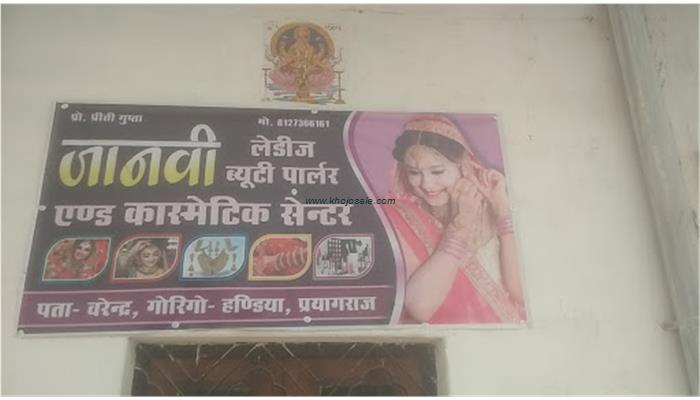 प्रो. प्रीती गुप्ता
मो. 8127366161
जानवी
लेडीज
ब्यूटी पार्लर
www.khojosale.com
एण्ड कास्मेटिक सेन्टर
पता- वरेन्द्र, गोरिगो- हण्डिया, प्रयागराज